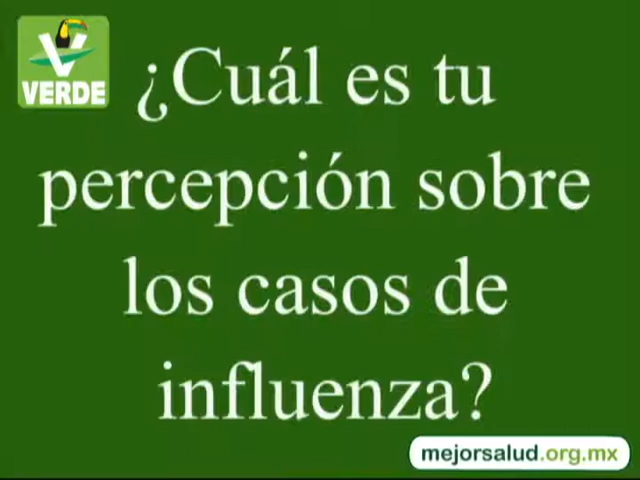 VERDE
¿Cuál es tu
percepción sobre
los casos de
influenza?
mejorsalud.org.mx